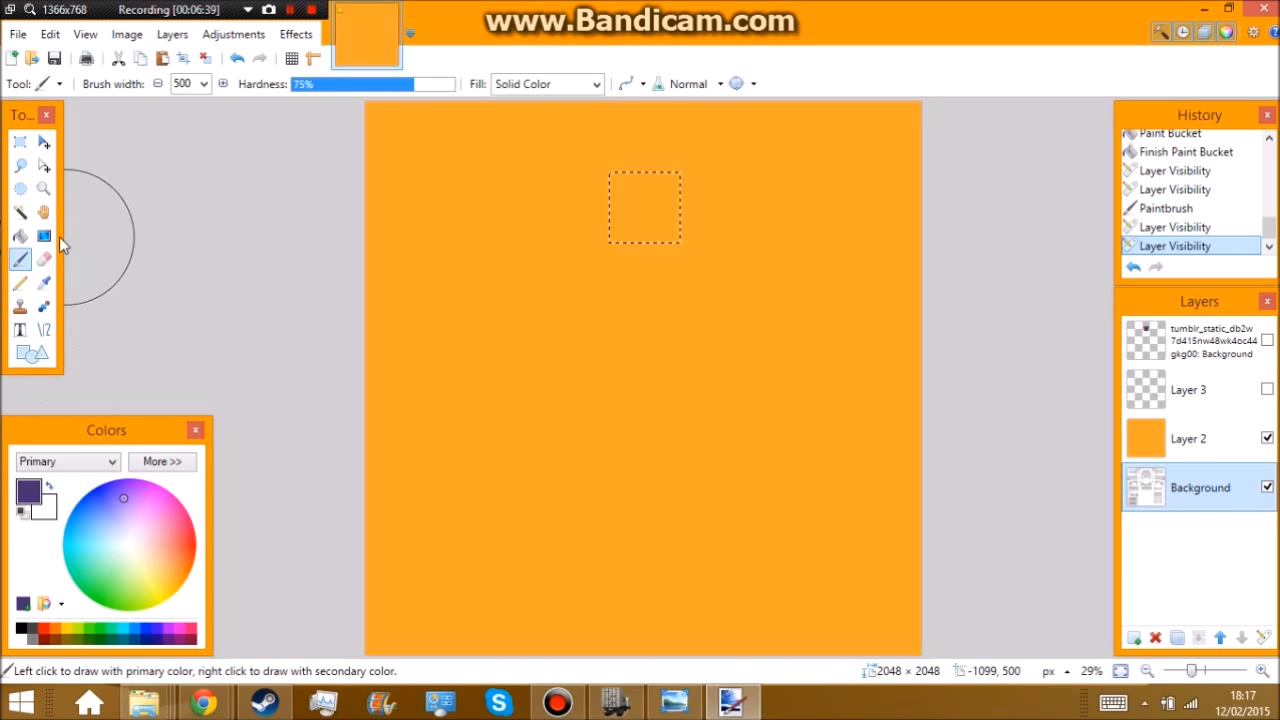 1366x768 Recording [00:06:39]
www.Bandicam.com
File Edit View Image Layers Adjustments Effects
Tool: Brush width: 500 Hardness: 75% Fill: Solid Color Normal
To...
History
Paint Bucket
Finish Paint Bucket
Layer Visibility
Layer Visibility
Paintbrush
Layer Visibility
Layer Visibility
Layers
tumblr_static_db2w
7d415nw48wk4oc44
gkg00: Background
Layer 3
Layer 2
Background
Colors
Primary More >>
Left click to draw with primary color, right click to draw with secondary color. 2048 × 2048 -1099, 500 px 29%
18:17
12/02/2015